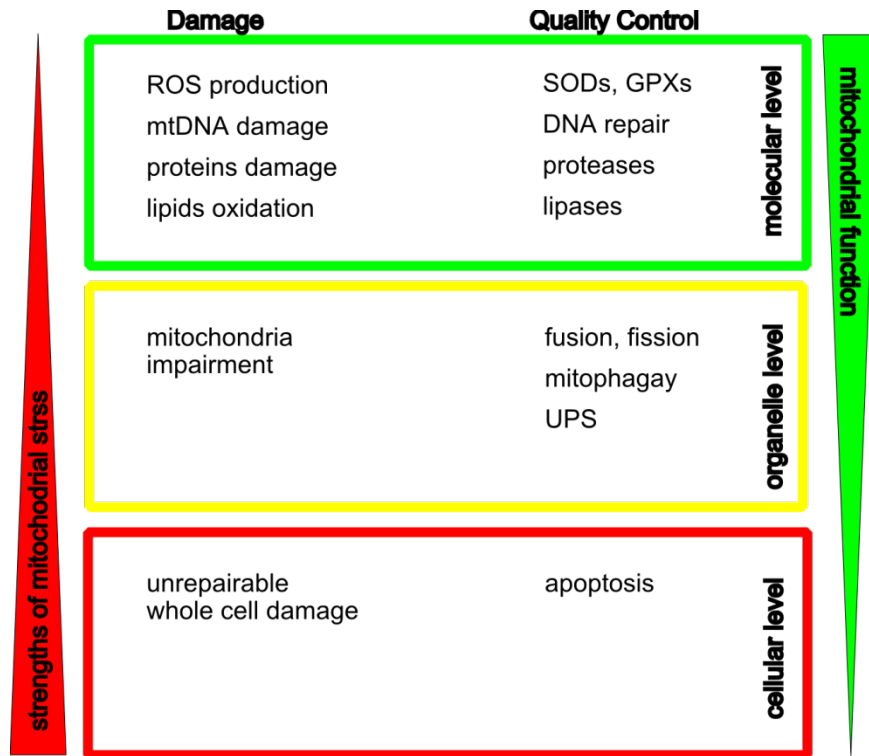 Damage
Quality Control
ROS production
SODs, GPXs
mtDNA damage
DNA repair
proteins damage
proteases
lipids oxidation
lipases
molecular level
mitochondria
impairment
fusion, fission
mitophagay
UPS
organelle level
unrepairable
whole cell damage
apoptosis
cellular level
strengths of mitochodrial strss
mitochondrial function